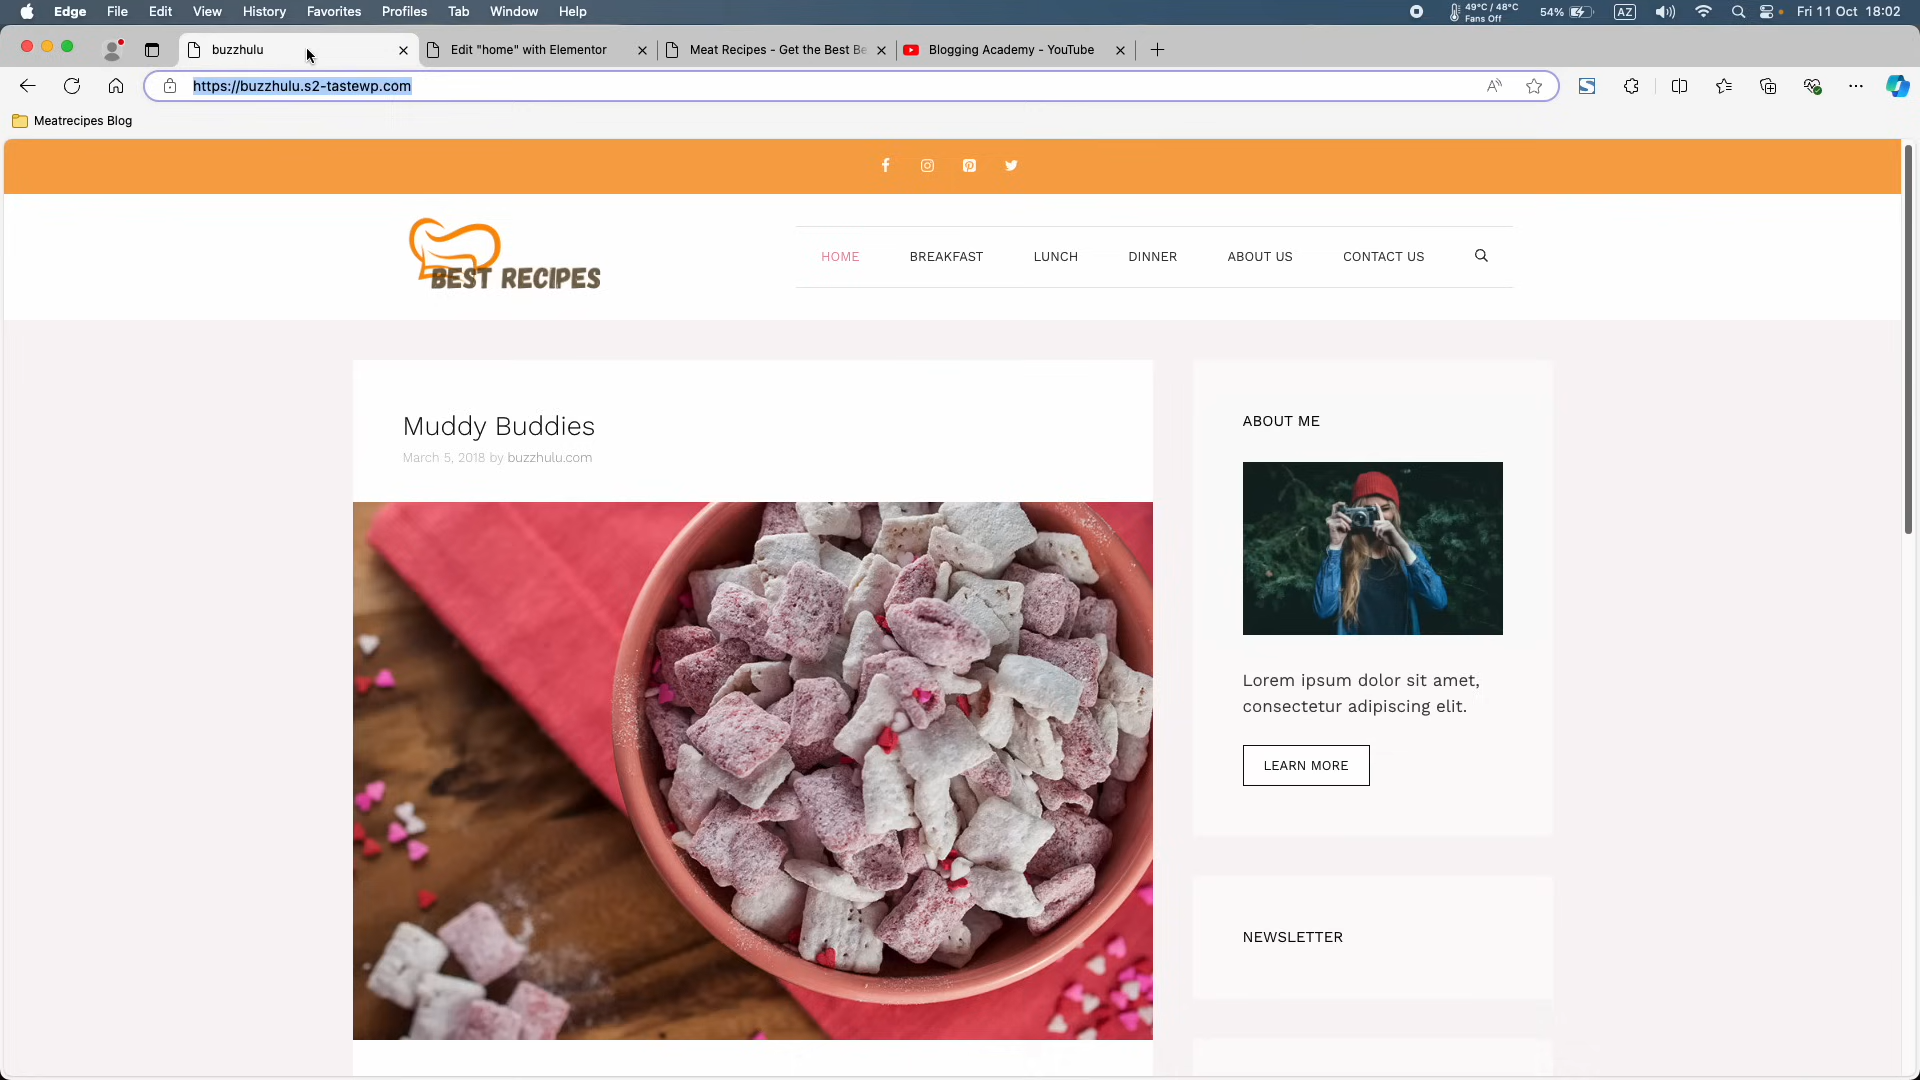 Edge File Edit View History Favorites Profiles Tab Window Help 49°C / 48°C Fans Off 54% AZ Fri 11 Oct 18:02
buzzhulu Edit "home" with Elementor Meat Recipes - Get the Best Be Blogging Academy - YouTube
https://buzzhulu.s2-tastewp.com
Meatrecipes Blog
BEST RECIPES
HOME BREAKFAST LUNCH DINNER ABOUT US CONTACT US
Muddy Buddies
March 5, 2018 by buzzhulu.com
ABOUT ME
Lorem ipsum dolor sit amet,
consectetur adipiscing elit.
LEARN MORE
NEWSLETTER